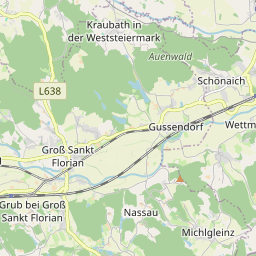 Kraubath in
der Weststeiermark
Auenwald
Schönaich
L638
Gussendorf
Wettm
Groß Sankt
Florian
Grub bei Groß
Sankt Florian
Nassau
Michlgleinz